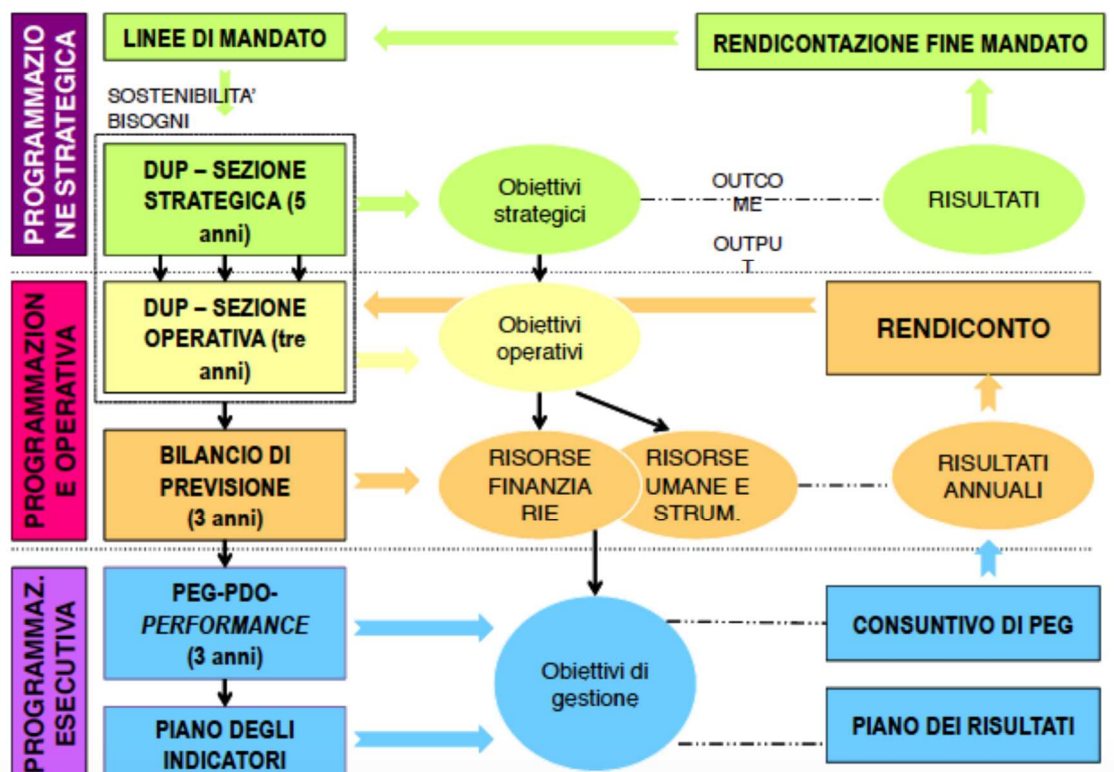 PROGRAMMAZIO
NE STRATEGICA
LINEE DI MANDATO
RENDICONTAZIONE FINE MANDATO
SOSTENIBILITA'
BISOGNI
DUP – SEZIONE
STRATEGICA (5
anni)
Obiettivi
strategici
OUTCO
ME
OUTPU
T
RISULTATI
PROGRAMMAZION
E OPERATIVA
DUP – SEZIONE
OPERATIVA (tre
anni)
Obiettivi
operativi
RENDICONTO
BILANCIO DI
PREVISIONE
(3 anni)
RISORSE
FINANZIA
RIE
RISORSE
UMANE E
STRUM.
RISULTATI
ANNUALI
PROGRAMMAZ.
ESECUTIVA
PEG-PDO-
PERFORMANCE
(3 anni)
Obiettivi di
gestione
CONSUNTIVO DI PEG
PIANO DEGLI
INDICATORI
PIANO DEI RISULTATI